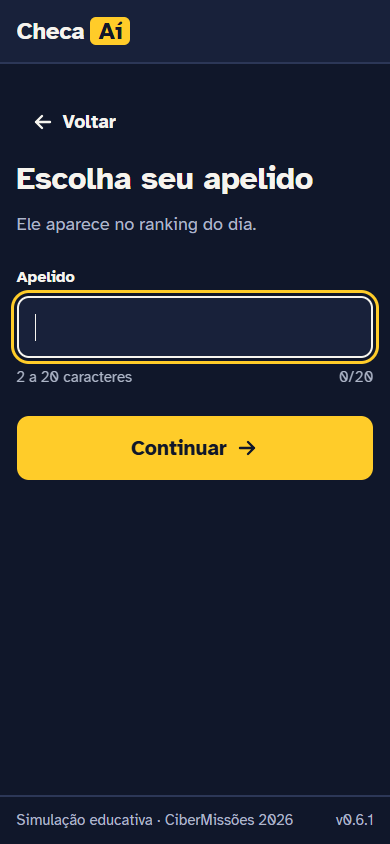 Checa Aí
← Voltar
Escolha seu apelido
Ele aparece no ranking do dia.
Apelido
2 a 20 caracteres 0/20
Continuar →
Simulação educativa · CiberMissões 2026 v0.6.1